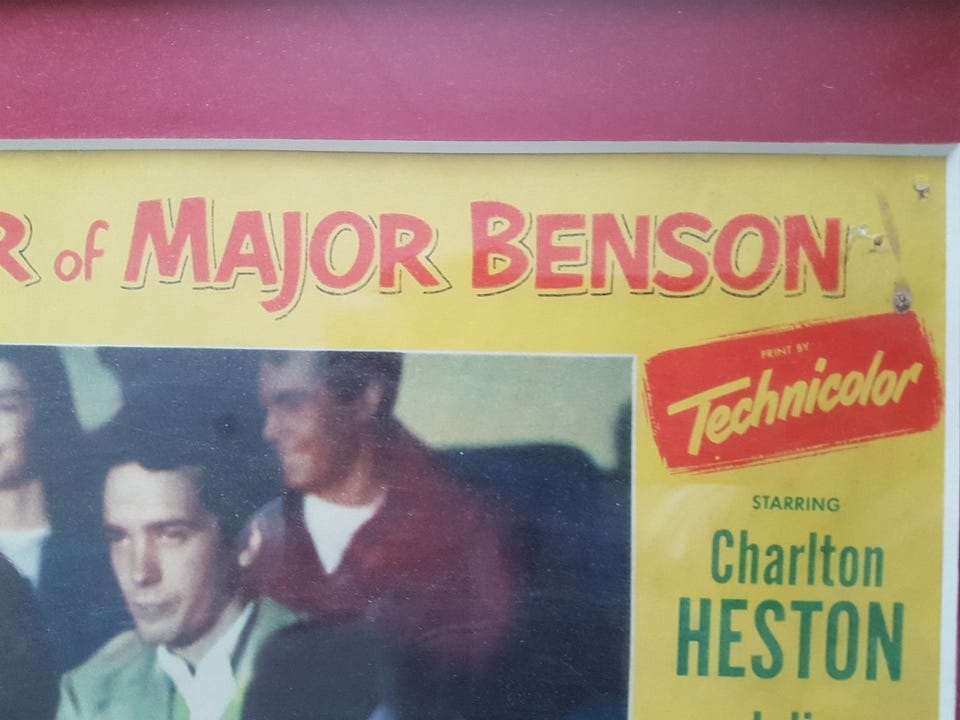 R of MAJOR BENSON
PRINT BY
Technicolor
STARRING
Charlton
HESTON